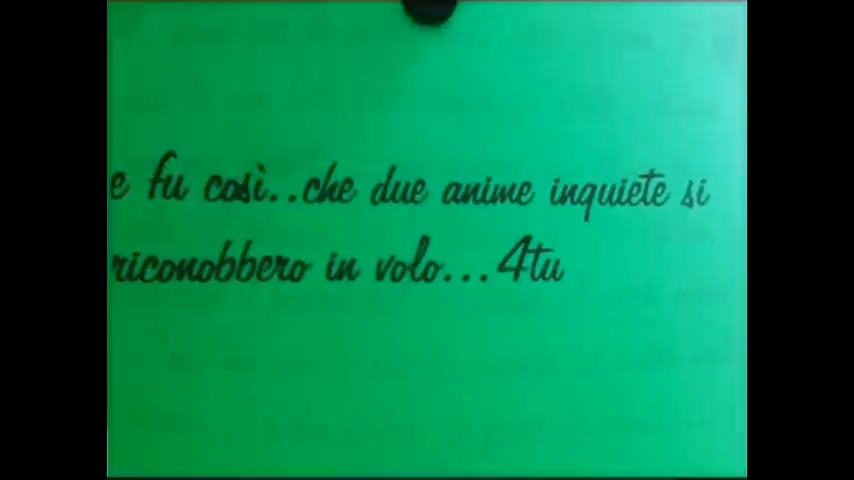 e fu così..che due anime inquiete si
riconobbero in volo...4tu